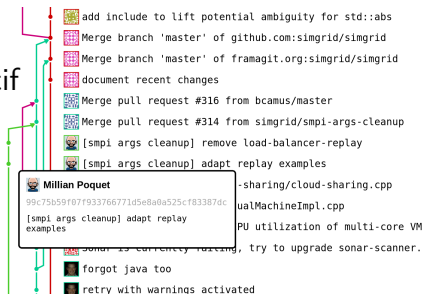 add include to lift potential ambiguity for std::abs
Merge branch 'master' of github.com:simgrid/simgrid
Merge branch 'master' of framagit.org:simgrid/simgrid
document recent changes
Merge pull request #316 from bcamus/master
Merge pull request #314 from simgrid/smpi-args-cleanup
[smpi args cleanup] remove load-balancer-replay
[smpi args cleanup] adapt replay examples
Millian Poquet
99c75b59f07f933766771d5e8a0a525cf83387dc
[smpi args cleanup] adapt replay
examples
-sharing/cloud-sharing.cpp
ualMachineImpl.cpp
PU utilization of multi-core VM
Sonar is currently failing, try to upgrade sonar-scanner.
forgot java too
retry with warnings activated
tif